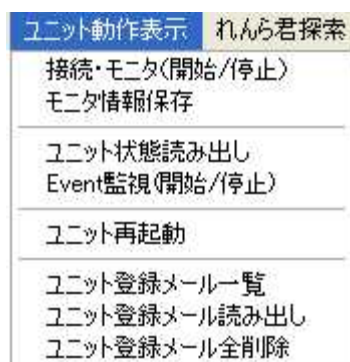 ユニット動作表示 れんら君探索
接続・モニタ(開始/停止)
モニタ情報保存
ユニット状態読み出し
Event監視(開始/停止)
ユニット再起動
ユニット登録メール一覧
ユニット登録メール読み出し
ユニット登録メール全削除